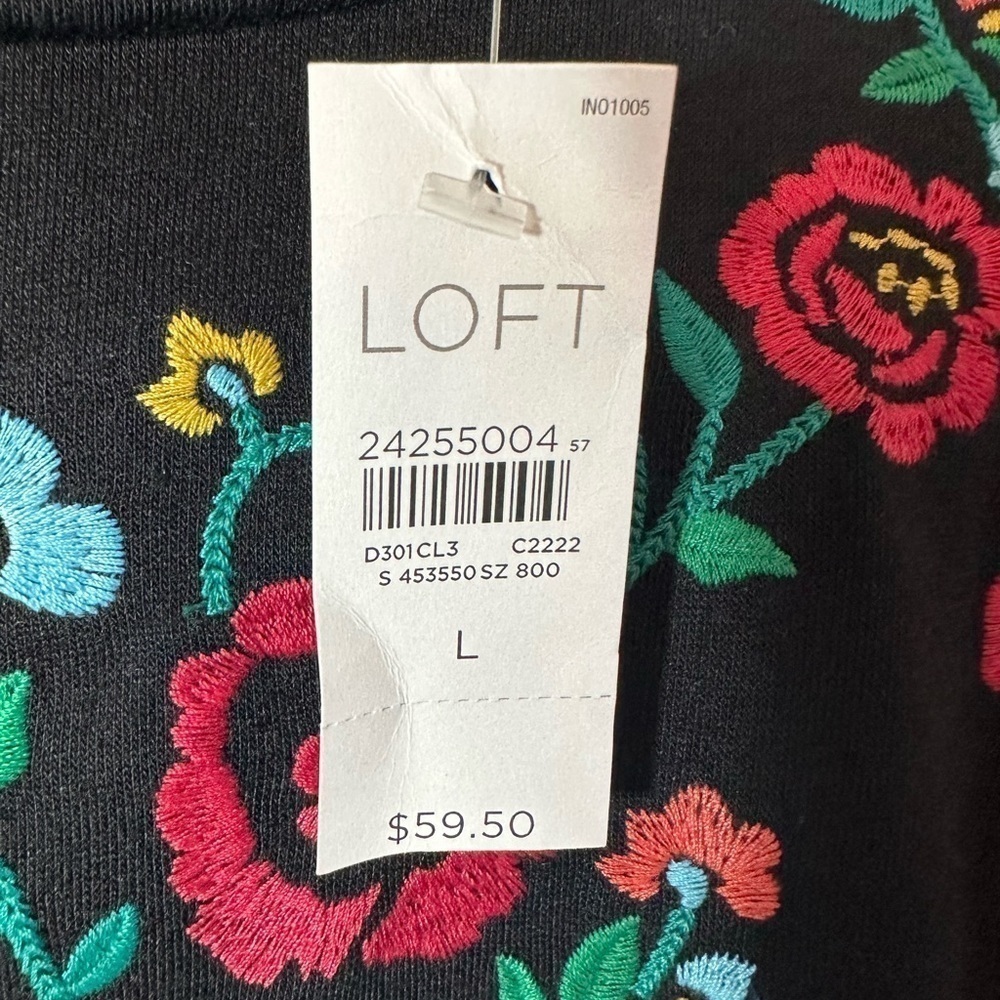 IN01005
LOFT
24255004 57
D301CL3 C2222
S 453550 SZ 800
L
$59.50